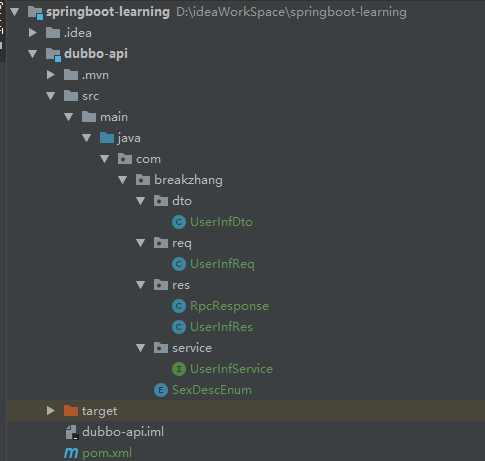 springboot-learning D:\ideaWorkSpace\springboot-learning
.idea
dubbo-api
.mvn
src
main
java
com
breakzhang
dto
UserInfDto
req
UserInfReq
res
RpcResponse
UserInfRes
service
UserInfService
SexDescEnum
target
dubbo-api.iml
pom.xml